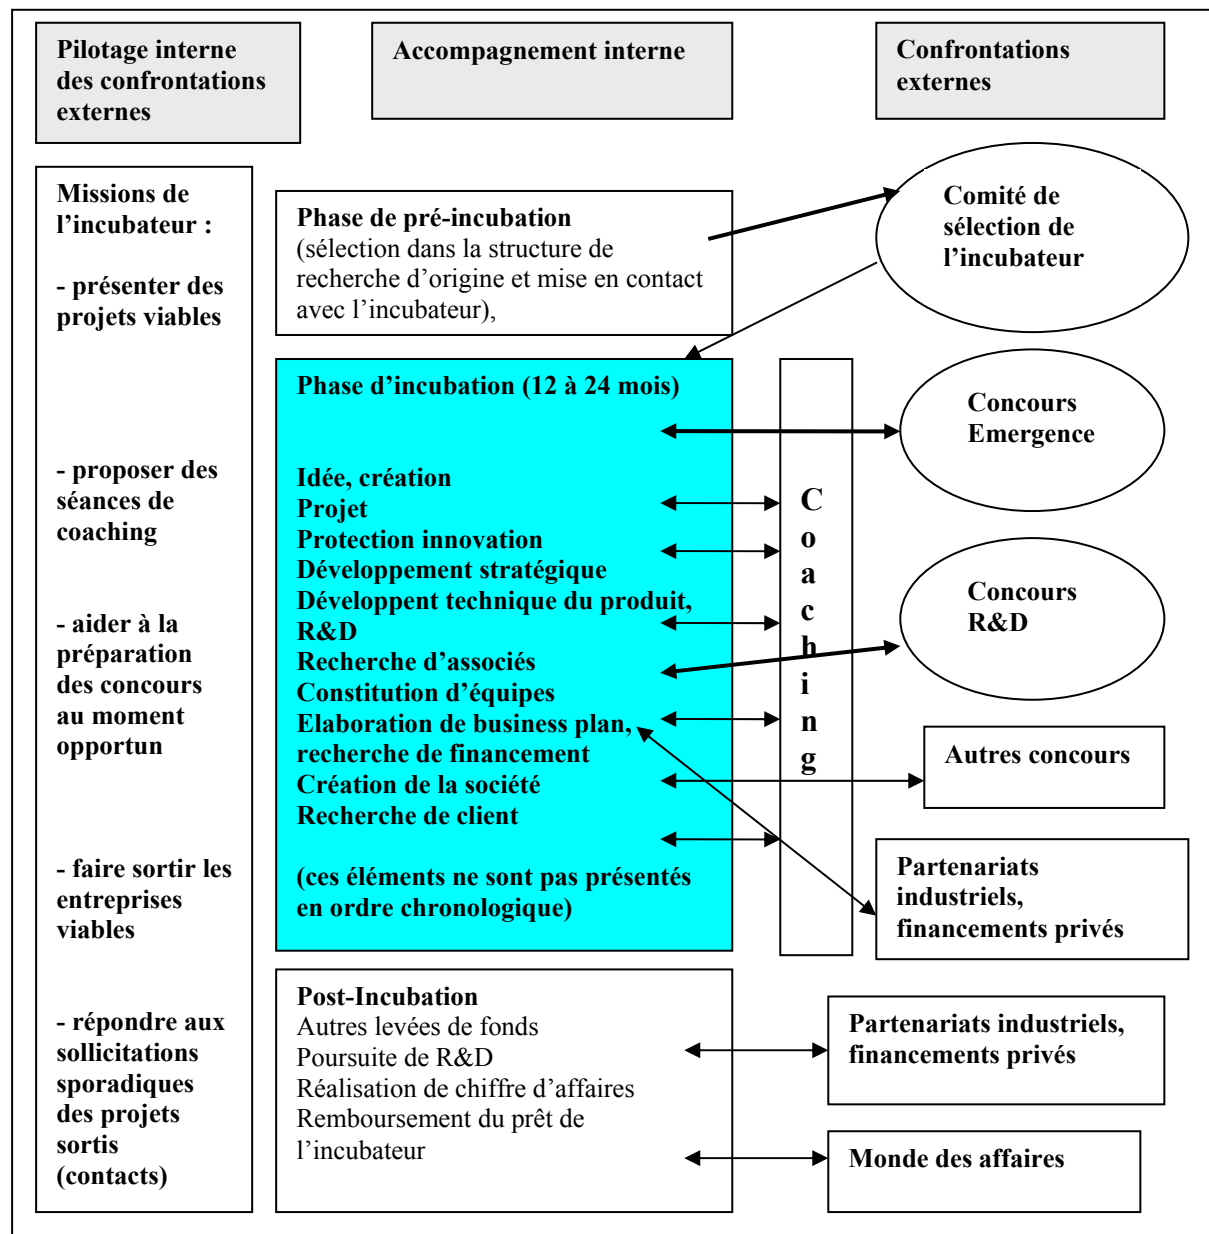 Pilotage interne
des confrontations
externes
Accompagnement interne
Confrontations
externes
Missions de
l’incubateur :
- présenter des
projets viables
- proposer des
séances de
coaching
- aider à la
préparation
des concours
au moment
opportun
- faire sortir les
entreprises
viables
- répondre aux
sollicitations
sporadiques
des projets
sortis
(contacts)
Phase de pré-incubation
(sélection dans la structure de
recherche d’origine et mise en contact
avec l’incubateur),
Phase d’incubation (12 à 24 mois)
Idée, création
Projet
Protection innovation
Développement stratégique
Développent technique du produit,
R&D
Recherche d’associés
Constitution d’équipes
Elaboration de business plan,
recherche de financement
Création de la société
Recherche de client
(ces éléments ne sont pas présentés
en ordre chronologique)
Post-Incubation
Autres levées de fonds
Poursuite de R&D
Réalisation de chiffre d’affaires
Remboursement du prêt de
l’incubateur
C
o
a
c
h
i
n
g
Comité de
sélection de
l’incubateur
Concours
Emergence
Concours
R&D
Autres concours
Partenariats
industriels,
financements privés
Partenariats industriels,
financements privés
Monde des affaires